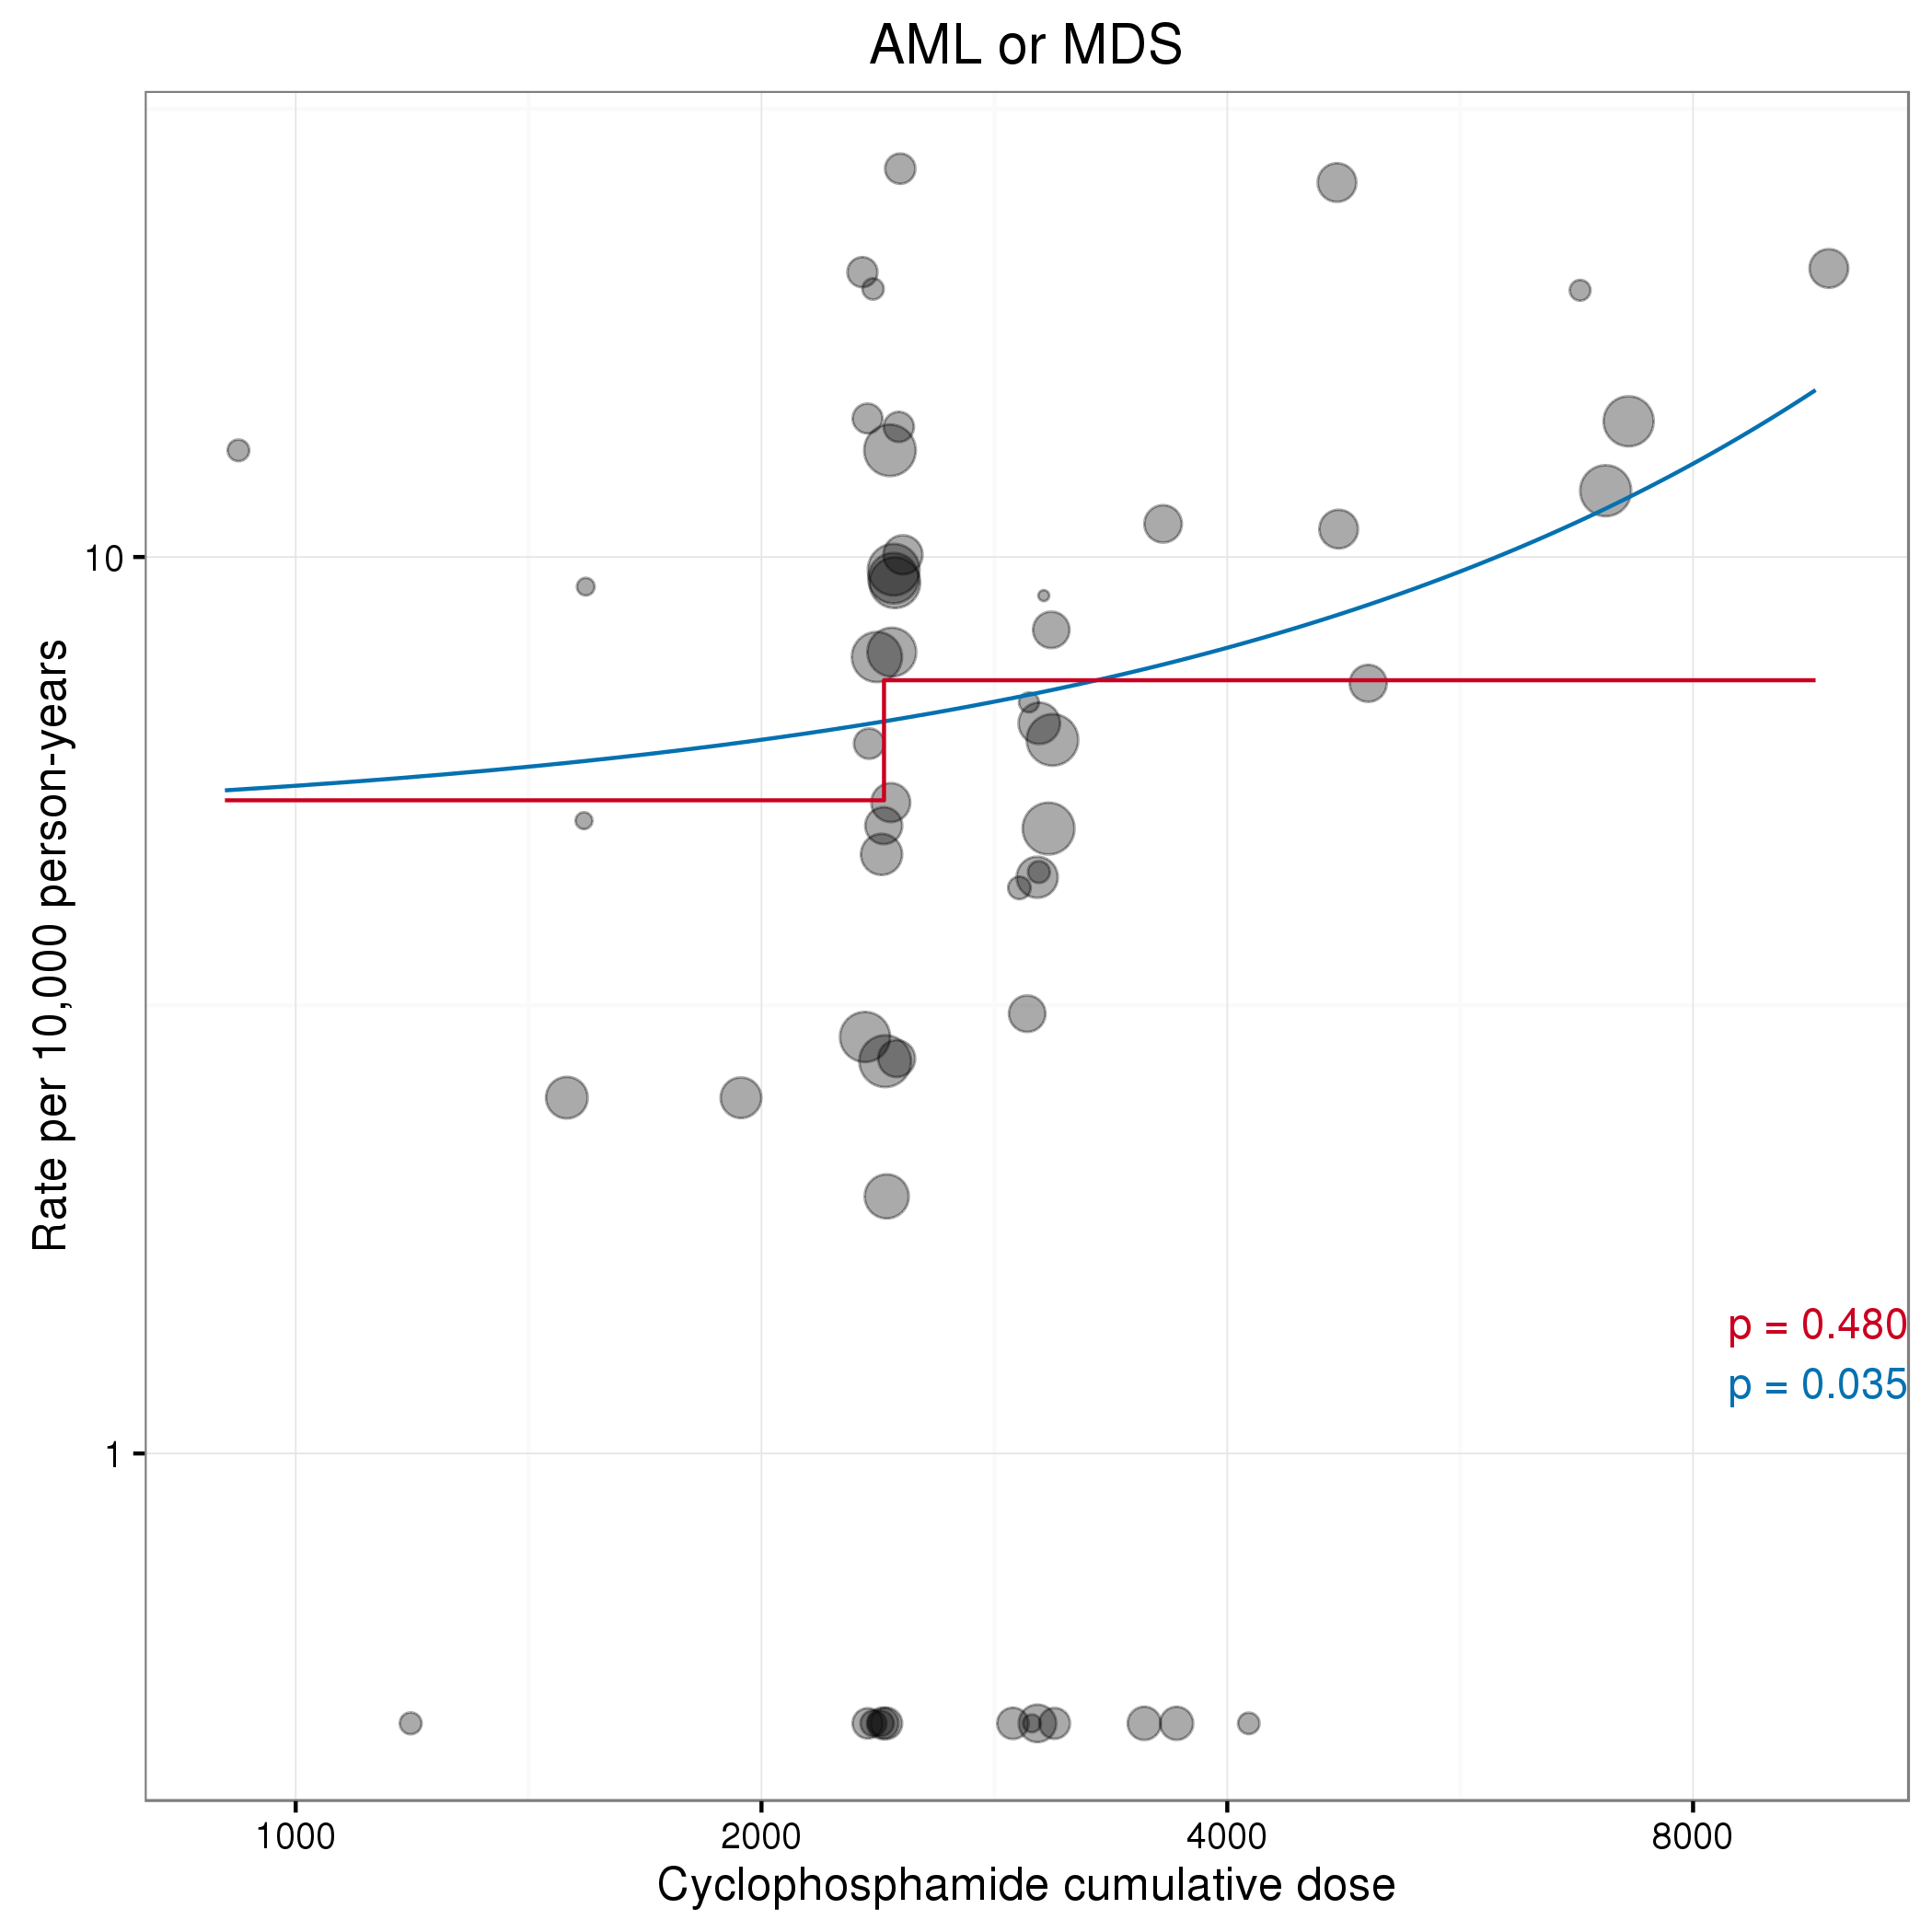 AML or MDS
Rate per 10,000 person-years
10
1
p = 0.480
p = 0.035
1000 2000 4000 8000
Cyclophosphamide cumulative dose